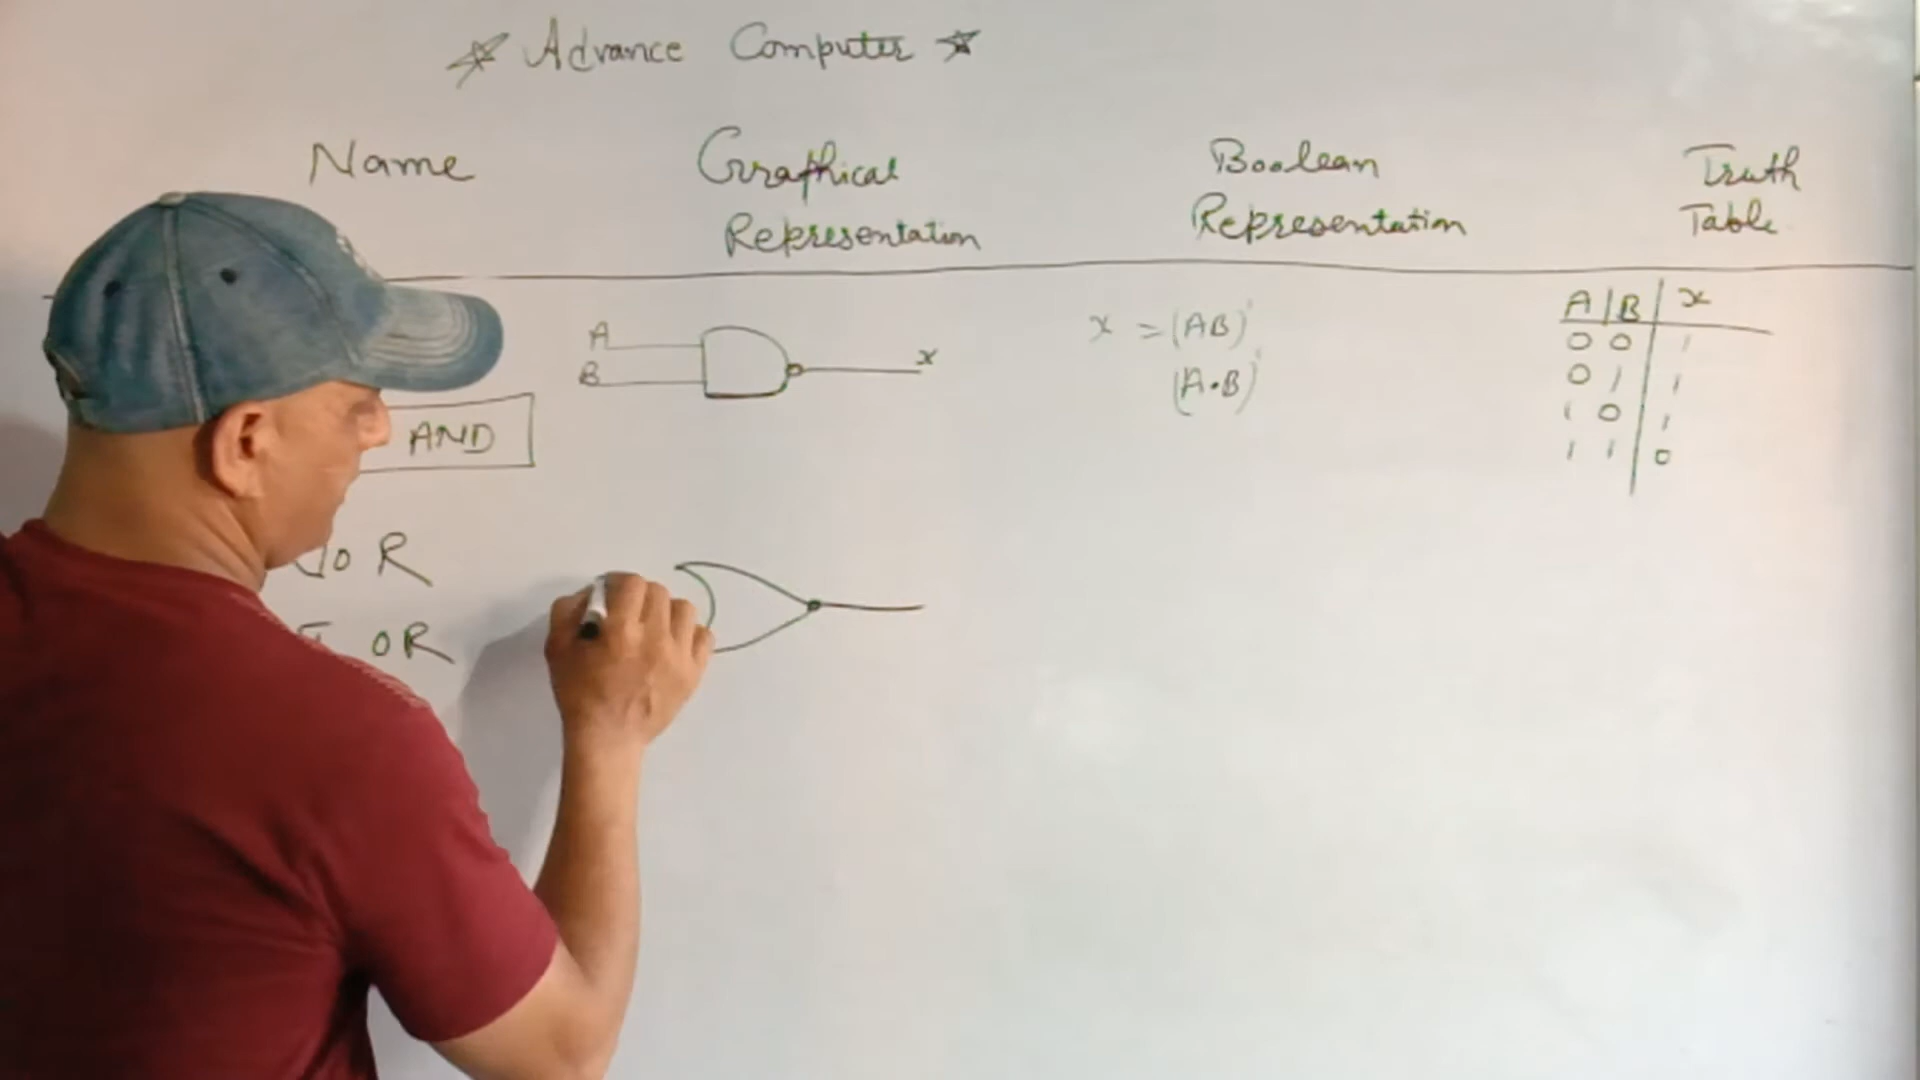 Advance Computer
Name
Graphical
Representation
Boolean
Representation
Truth
Table
A
B
x
x = (AB)'
(A•B)'
A B x
0 0 1
0 1 1
1 0 1
1 1 0
AND
OR
OR